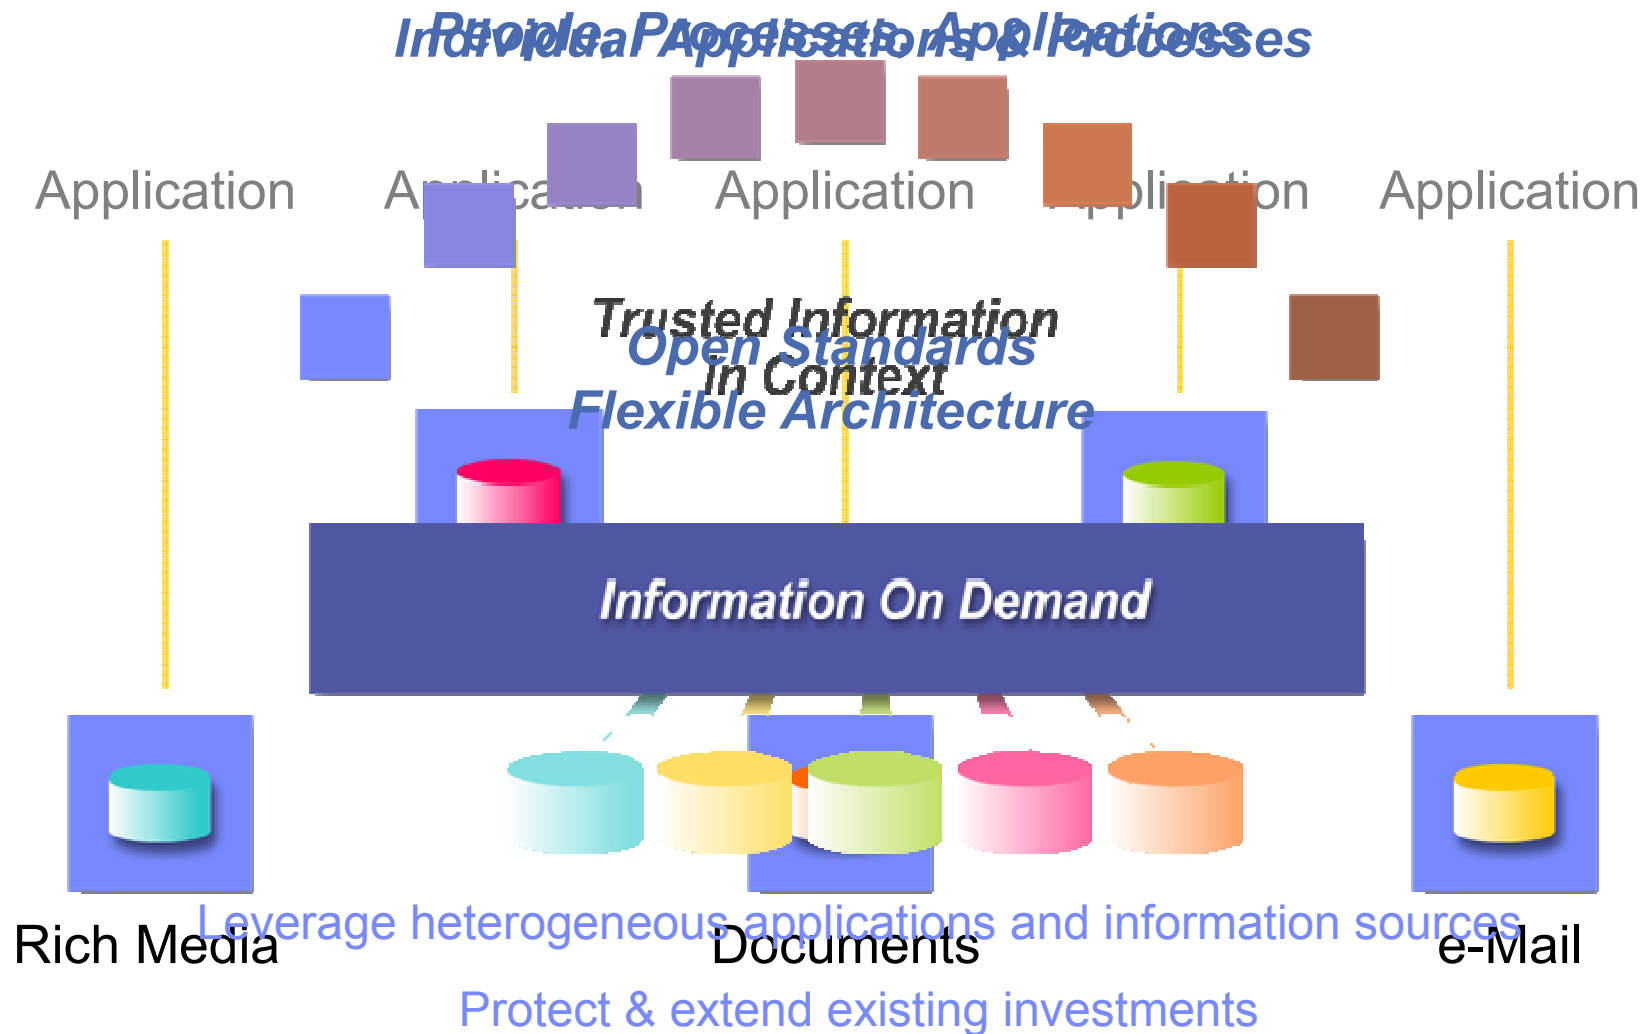 People, Processes, Applications
Individual Applications & Processes
Application Application Application Application Application
Trusted Information
Open Standards
in Context
Flexible Architecture
Information On Demand
Leverage heterogeneous applications and information sources
Rich Media Documents e-Mail
Protect & extend existing investments